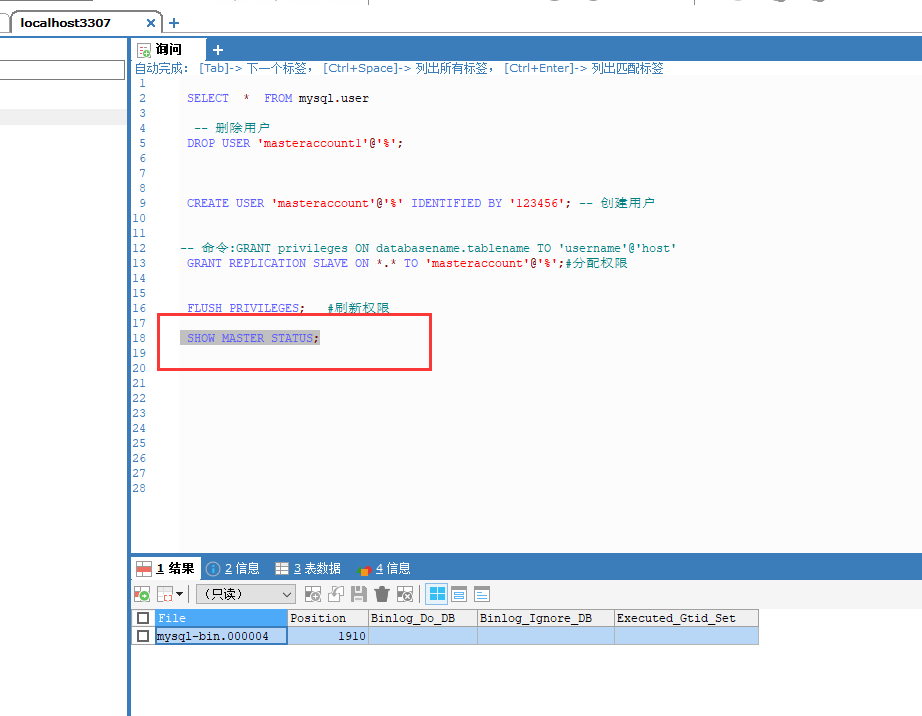 localhost3307
询问
自动完成: [Tab]-> 下一个标签, [Ctrl+Space]-> 列出所有标签, [Ctrl+Enter]-> 列出匹配标签
1
2 SELECT * FROM mysql.user
3
4 -- 删除用户
5 DROP USER 'masteraccount1'@'%';
6
7
8
9 CREATE USER 'masteraccount'@'%' IDENTIFIED BY '123456'; -- 创建用户
10
11
12 -- 命令:GRANT privileges ON databasename.tablename TO 'username'@'host'
13 GRANT REPLICATION SLAVE ON *.* TO 'masteraccount'@'%';#分配权限
14
15
16 FLUSH PRIVILEGES; #刷新权限
17
18 SHOW MASTER STATUS;
19
20
21
22
23
24
25
26
27
28
1 结果 2 信息 3 表数据 4 信息
（只读）
File Position Binlog_Do_DB Binlog_Ignore_DB Executed_Gtid_Set
mysql-bin.000004 1910